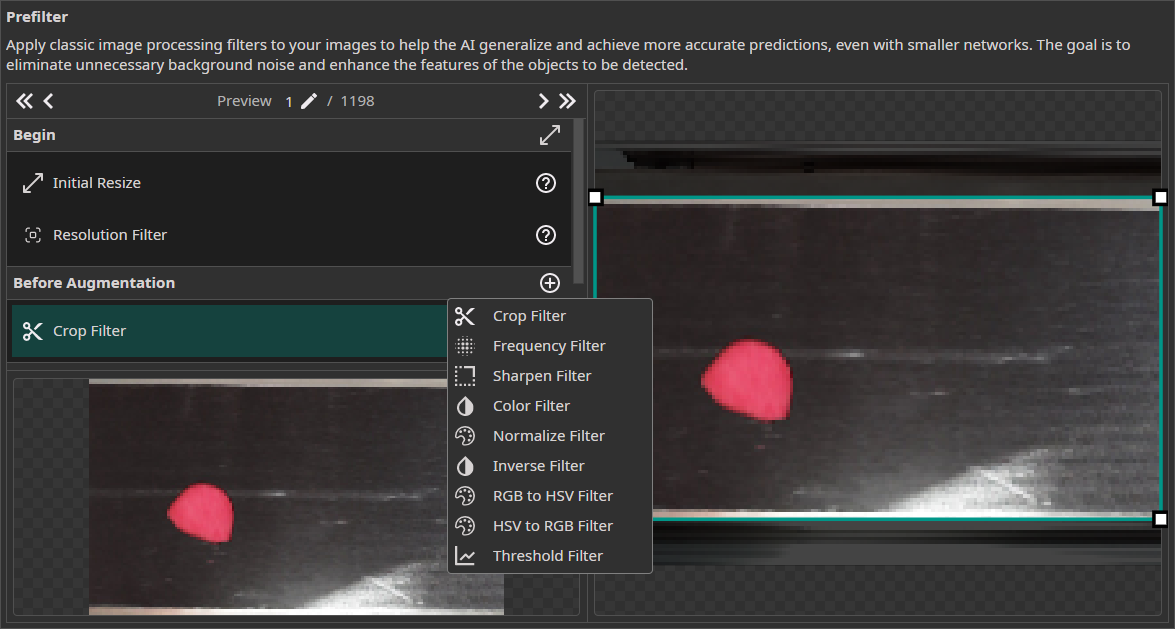 Prefilter
Apply classic image processing filters to your images to help the AI generalize and achieve more accurate predictions, even with smaller networks. The goal is to
eliminate unnecessary background noise and enhance the features of the objects to be detected.
Preview 1 / 1198
Begin
Initial Resize
Resolution Filter
Before Augmentation
Crop Filter
Crop Filter
Frequency Filter
Sharpen Filter
Color Filter
Normalize Filter
Inverse Filter
RGB to HSV Filter
HSV to RGB Filter
Threshold Filter